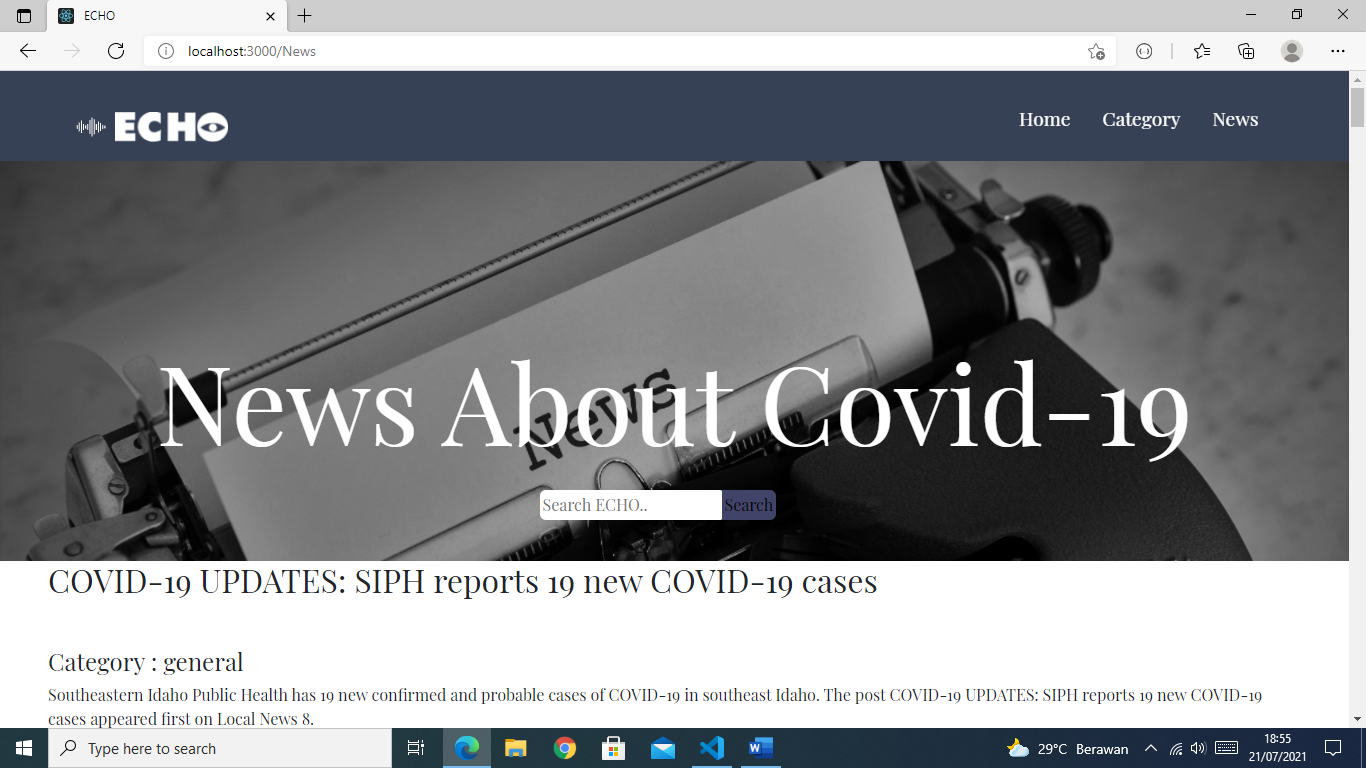 ECHO
localhost:3000/News
ECHO
Home Category News
News About Covid-19
News
Search ECHO.. Search
COVID-19 UPDATES: SIPH reports 19 new COVID-19 cases
Category : general
Southeastern Idaho Public Health has 19 new confirmed and probable cases of COVID-19 in southeast Idaho. The post COVID-19 UPDATES: SIPH reports 19 new COVID-19
cases appeared first on Local News 8.
Type here to search
29°C Berawan
18:55
21/07/2021